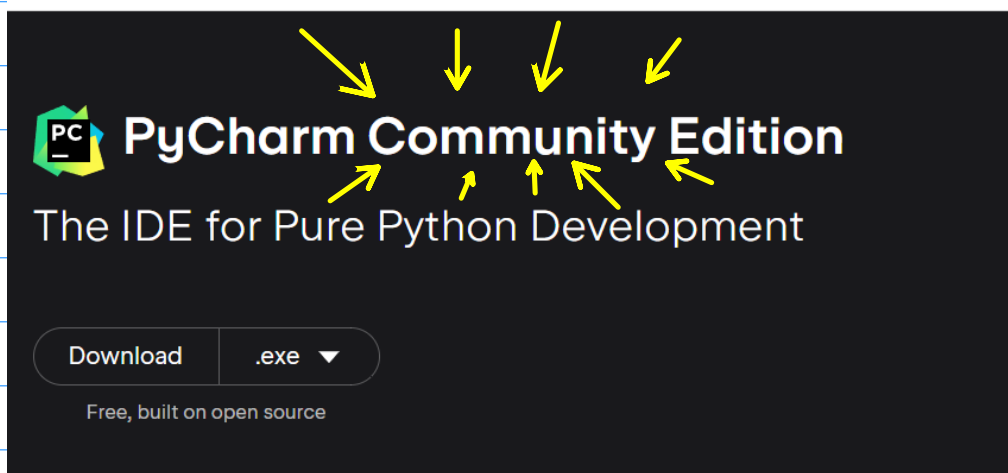 PC
PyCharm Community Edition
The IDE for Pure Python Development
Download .exe
Free, built on open source